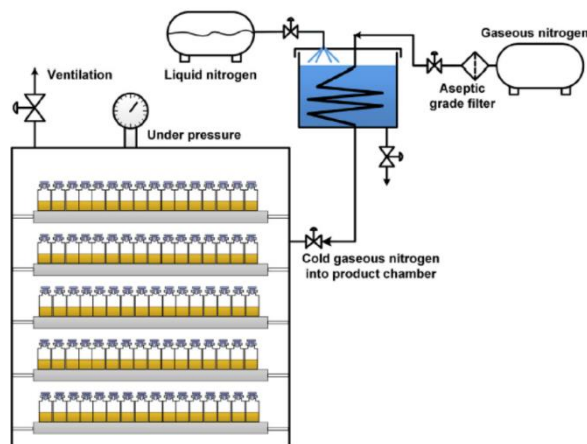 Gaseous nitrogen
Liquid nitrogen
Ventilation
Aseptic
grade filter
Under pressure
Cold gaseous nitrogen
into product chamber